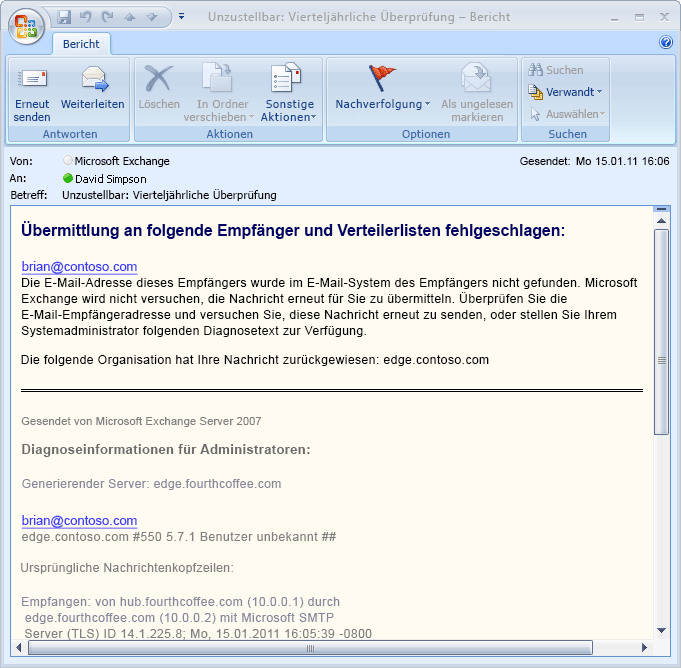 Unzustellbar: Vierteljährliche Überprüfung – Bericht
Bericht
Erneut senden
Weiterleiten
Antworten
Löschen
In Ordner verschieben
Sonstige Aktionen
Aktionen
Nachverfolgung
Als ungelesen markieren
Optionen
Suchen
Verwandt
Auswählen
Suchen
Von: Microsoft Exchange
Gesendet: Mo 15.01.11 16:06
An: David Simpson
Betreff: Unzustellbar: Vierteljährliche Überprüfung
Übermittlung an folgende Empfänger und Verteilerlisten fehlgeschlagen:
brian@contoso.com
Die E-Mail-Adresse dieses Empfängers wurde im E-Mail-System des Empfängers nicht gefunden. Microsoft
Exchange wird nicht versuchen, die Nachricht erneut für Sie zu übermitteln. Überprüfen Sie die
E-Mail-Empfängeradresse und versuchen Sie, diese Nachricht erneut zu senden, oder stellen Sie Ihrem
Systemadministrator folgenden Diagnosetext zur Verfügung.
Die folgende Organisation hat Ihre Nachricht zurückgewiesen: edge.contoso.com
Gesendet von Microsoft Exchange Server 2007
Diagnoseinformationen für Administratoren:
Generierender Server: edge.fourthcoffee.com
brian@contoso.com
edge.contoso.com #550 5.7.1 Benutzer unbekannt ##
Ursprüngliche Nachrichtenkopfzeilen:
Empfangen: von hub.fourthcoffee.com (10.0.0.1) durch
edge.fourthcoffee.com (10.0.0.2) mit Microsoft SMTP
Server (TLS) ID 14.1.225.8; Mo, 15.01.2011 16:05:39 -0800